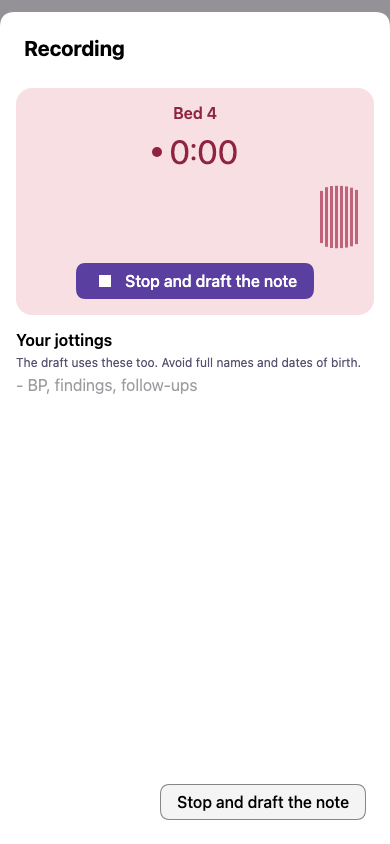 Recording
Bed 4
0:00
Stop and draft the note
Your jottings
The draft uses these too. Avoid full names and dates of birth.
- BP, findings, follow-ups
Stop and draft the note